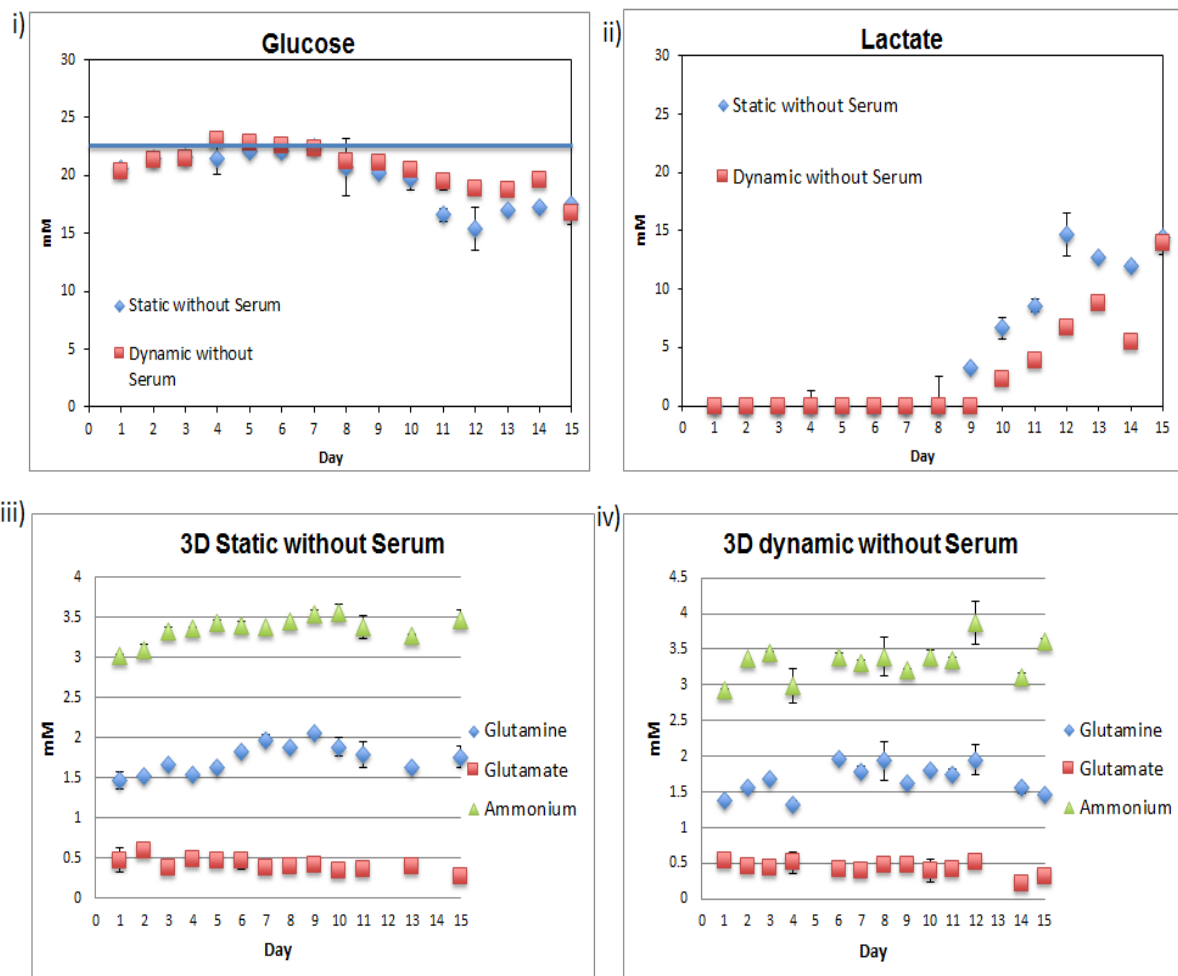 i)
Glucose
30
25
20
15
10
5
0
mM
Static without Serum
Dynamic without
Serum
0 1 2 3 4 5 6 7 8 9 10 11 12 13 14 15
Day
ii)
Lactate
30
25
20
15
10
5
0
mM
Static without Serum
Dynamic without Serum
0 1 2 3 4 5 6 7 8 9 10 11 12 13 14 15
Day
iii)
3D Static without Serum
4
3.5
3
2.5
2
1.5
1
0.5
0
mM
Glutamine
Glutamate
Ammonium
0 1 2 3 4 5 6 7 8 9 10 11 12 13 14 15
Day
iv)
3D dynamic without Serum
4.5
4
3.5
3
2.5
2
1.5
1
0.5
0
mM
Glutamine
Glutamate
Ammonium
0 1 2 3 4 5 6 7 8 9 10 11 12 13 14 15
Day